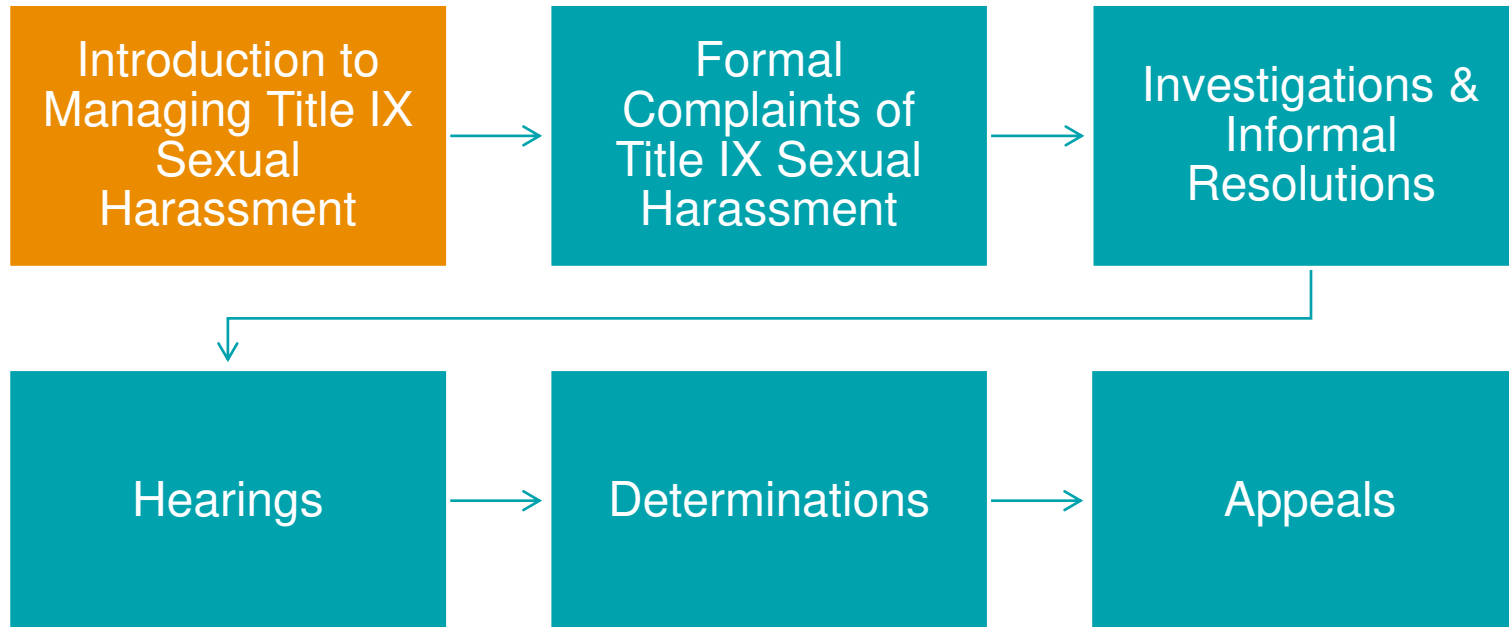 Introduction to
Managing Title IX
Sexual
Harassment
Formal
Complaints of
Title IX Sexual
Harassment
Investigations &
Informal
Resolutions
Hearings
Determinations
Appeals